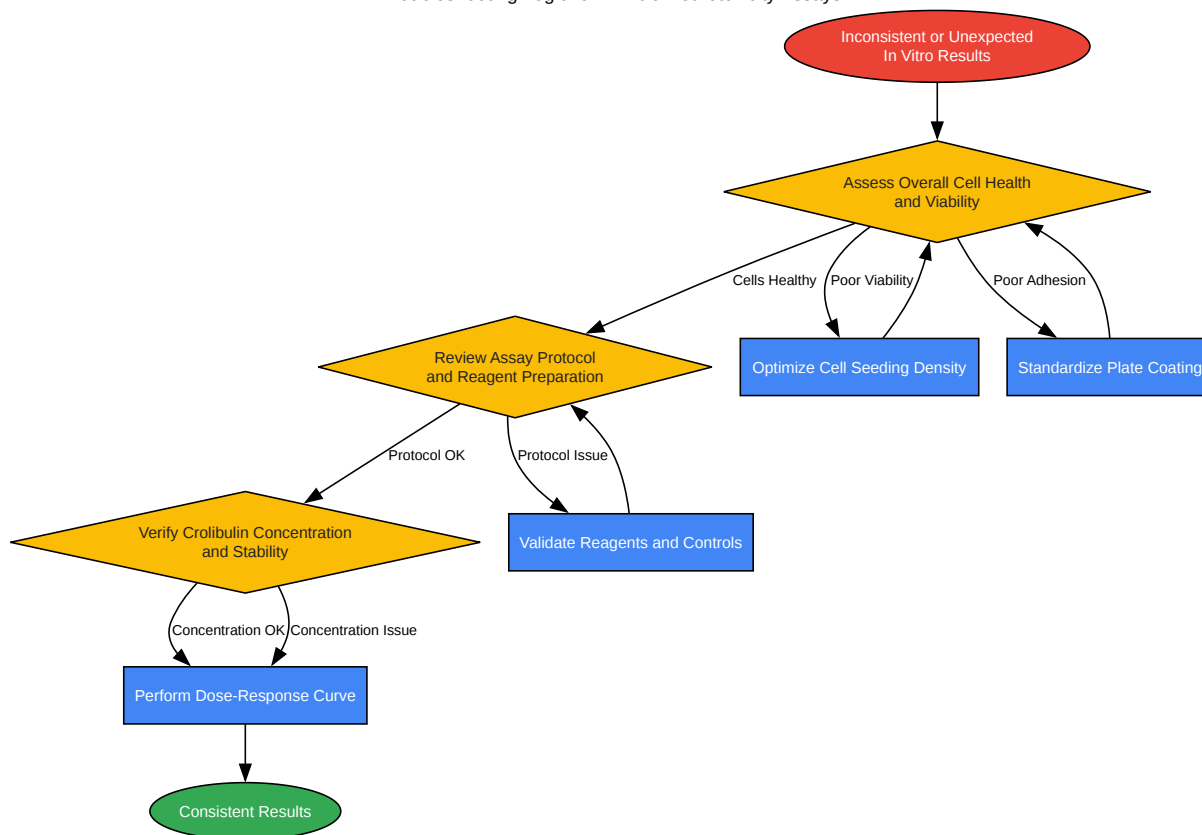 Inconsistent or Unexpected
In Vitro Results
Assess Overall Cell Health
and Viability
Cells Healthy
Poor Viability
Poor Adhesion
Review Assay Protocol
and Reagent Preparation
Optimize Cell Seeding Density
Standardize Plate Coating
Protocol OK
Protocol Issue
Verify Crolibulin Concentration
and Stability
Validate Reagents and Controls
Concentration OK
Concentration Issue
Perform Dose-Response Curve
Consistent Results